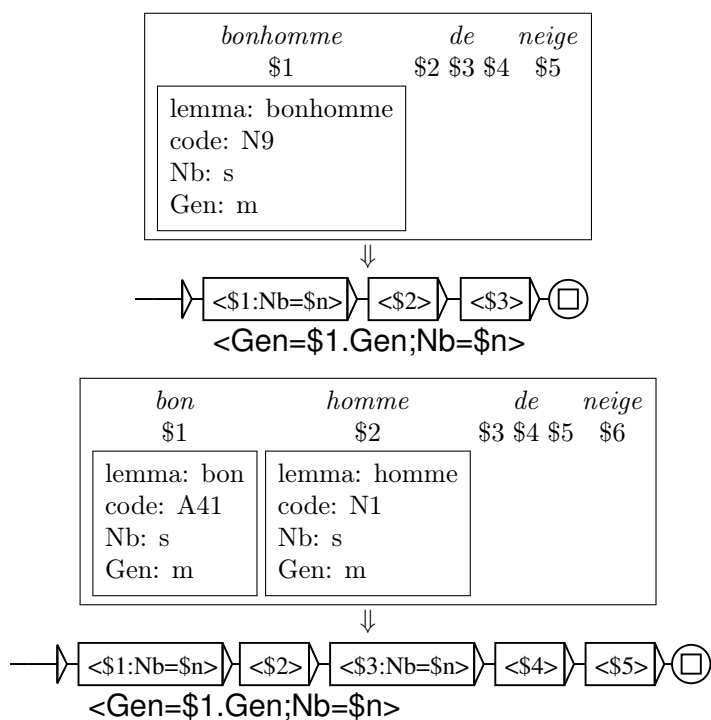 bonhomme de neige
$1 $2 $3 $4 $5
lemma: bonhomme
code: N9
Nb: s
Gen: m
⇓
<$1:Nb=$n> <$2> <$3>
<Gen=$1.Gen;Nb=$n>
bon homme de neige
$1 $2 $3 $4 $5 $6
lemma: bon lemma: homme
code: A41 code: N1
Nb: s Nb: s
Gen: m Gen: m
⇓
<$1:Nb=$n> <$2> <$3:Nb=$n> <$4> <$5>
<Gen=$1.Gen;Nb=$n>